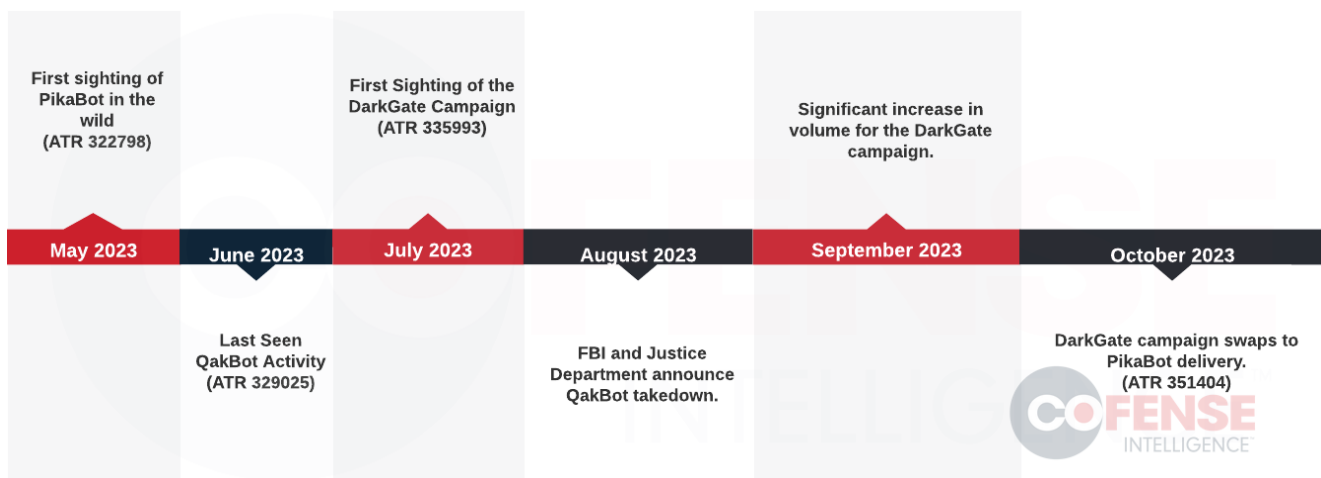 First sighting of
PikaBot in the
wild
(ATR 322798)
May 2023
Last Seen
QakBot Activity
(ATR 329025)
June 2023
First Sighting of the
DarkGate Campaign
(ATR 335993)
July 2023
FBI and Justice
Department announce
QakBot takedown.
August 2023
Significant increase in
volume for the DarkGate
campaign.
September 2023
DarkGate campaign swaps to
PikaBot delivery.
(ATR 351404)
October 2023
COFENSE
INTELLIGENCE
COFENSE
INTELLIGENCE™